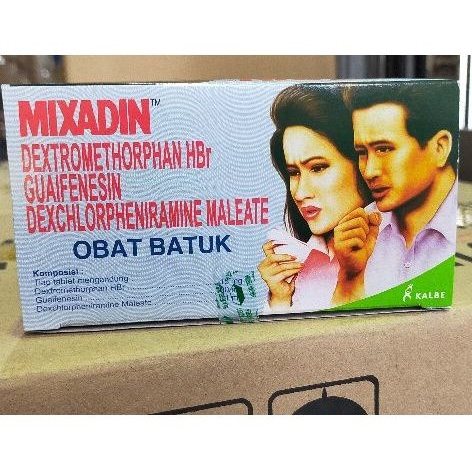 MIXADIN™
DEXTROMETHORPHAN HBr
GUAIFENESIN
DEXCHLORPHENIRAMINE MALEATE
OBAT BATUK
Komposisi :
Tiap tablet mengandung
Dextromethorphan HBr
Guaifenesin
Dexchlorpheniramine Maleate
KALBE